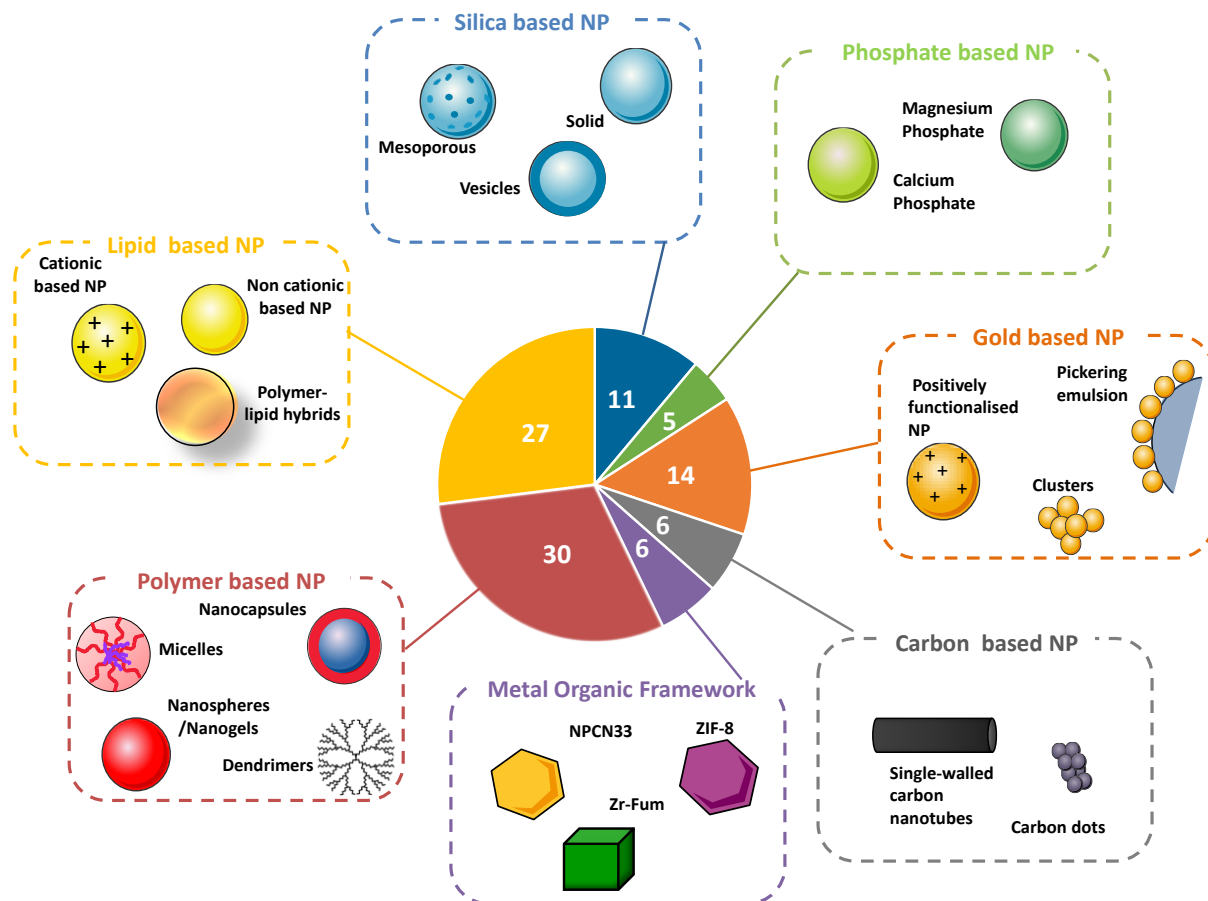 Silica based NP
Mesoporous
Solid
Vesicles
Phosphate based NP
Magnesium
Phosphate
Calcium
Phosphate
Lipid  based NP
Cationic
based NP
Non cationic
based NP
Polymer-
lipid hybrids
Gold based NP
Positively
functionalised
NP
Pickering
emulsion
Clusters
11
5
14
6
6
30
27
Polymer based NP
Nanocapsules
Micelles
Nanospheres
/Nanogels
Dendrimers
Metal Organic Framework
NPCN33
ZIF-8
Zr-Fum
Carbon  based NP
Single-walled
carbon
nanotubes
Carbon dots
+ + + + + +
+ + + + + +